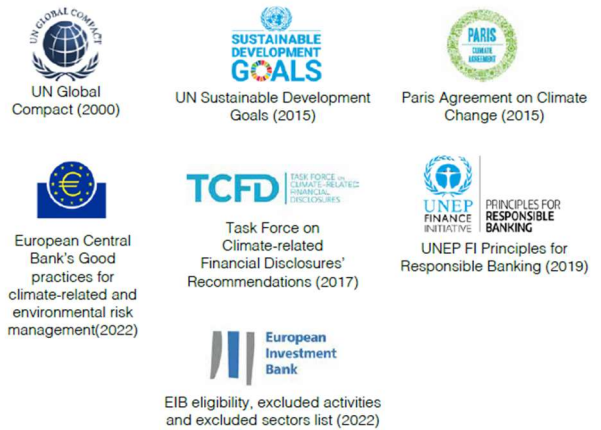 UN GLOBAL COMPACT
UN Global
Compact (2000)
SUSTAINABLE
DEVELOPMENT
GOALS
UN Sustainable Development
Goals (2015)
PARIS
CLIMATE
AGREEMENT
Paris Agreement on Climate
Change (2015)
European Central
Bank's Good
practices for
climate-related and
environmental risk
management(2022)
TCFD
TASK FORCE ON
CLIMATE-RELATED
FINANCIAL
DISCLOSURES
Task Force on
Climate-related
Financial Disclosures'
Recommendations (2017)
UNEP
FINANCE
INITIATIVE
PRINCIPLES FOR
RESPONSIBLE
BANKING
UNEP FI Principles for
Responsible Banking (2019)
European
Investment
Bank
EIB eligibility, excluded activities
and excluded sectors list (2022)